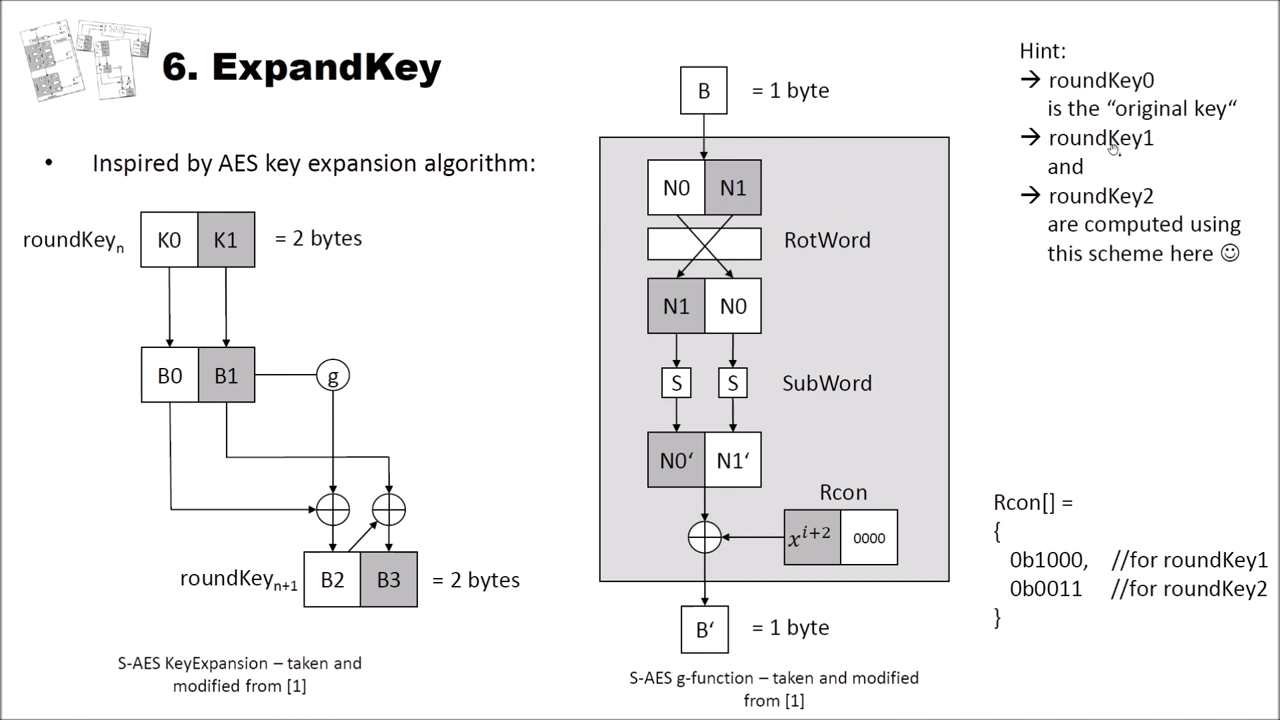 6. ExpandKey
• Inspired by AES key expansion algorithm:
roundKeyn
K0 K1
= 2 bytes
B0 B1
g
roundKeyn+1
B2 B3
= 2 bytes
S-AES KeyExpansion – taken and
modified from [1]
B
= 1 byte
N0 N1
RotWord
N1 N0
S S
SubWord
N0‘ N1‘
Rcon
x^{i+2} 0000
B‘
= 1 byte
S-AES g-function – taken and modified
from [1]
Hint:
→ roundKey0
is the “original key“
→ roundKey1
and
→ roundKey2
are computed using
this scheme here ☺
Rcon[] =
{
0b1000, //for roundKey1
0b0011 //for roundKey2
}